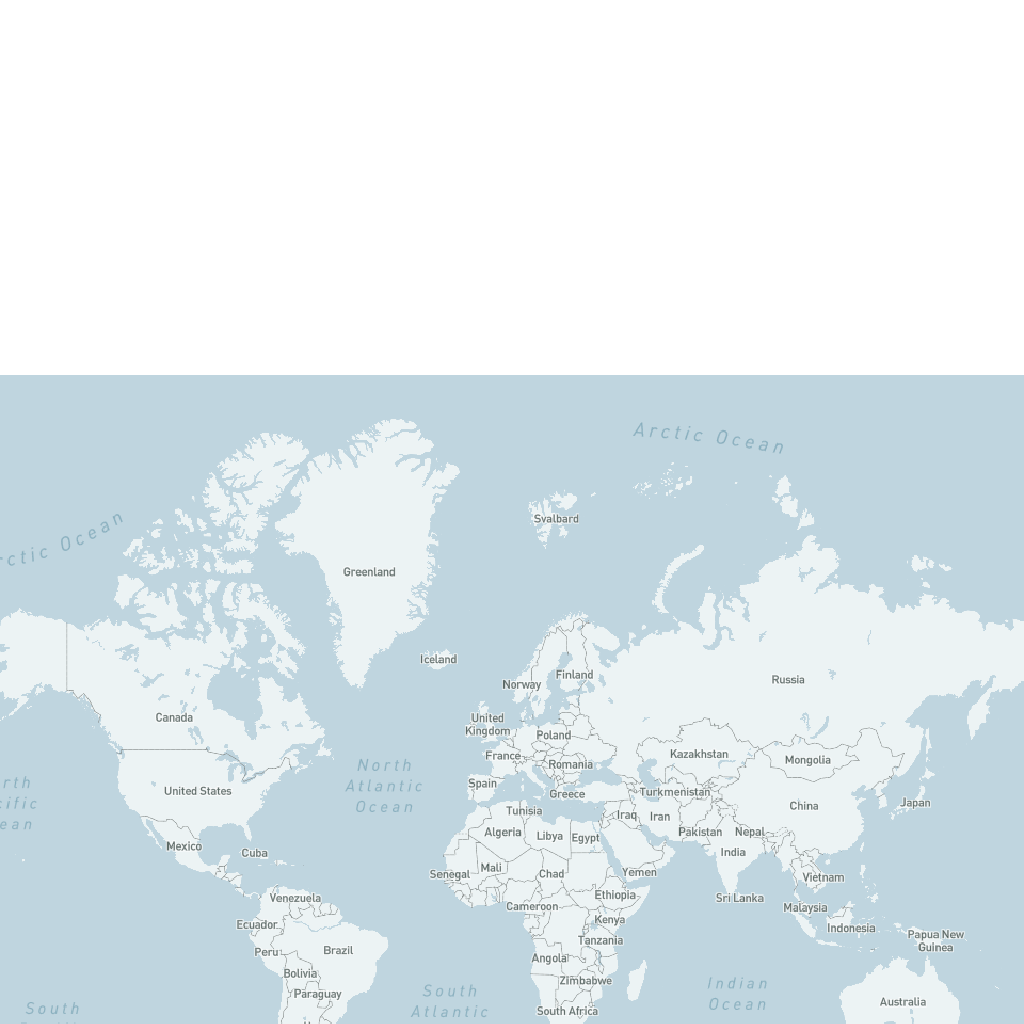 Arctic Ocean
Svalbard
rctic Ocean
Greenland
Iceland
Finland
Norway
Russia
Canada
United
Kingdom
Poland
France
Kazakhstan
Mongolia
Romania
North
Atlantic
Ocean
rth
cific
ean
Spain
United States
Greece
Turkmenistan
China
Japan
Tunisia
Iraq
Iran
Algeria
Libya
Egypt
Pakistan
Nepal
Mexico
Cuba
India
Senegal
Mali
Chad
Yemen
Vietnam
Venezuela
Ethiopia
Sri Lanka
Cameroon
Malaysia
Ecuador
Kenya
Indonesia
Papua New
Guinea
Peru
Brazil
Tanzania
Angola
Bolivia
Zimbabwe
Indian
Ocean
Paraguay
South
Atlantic
South
South Africa
Australia